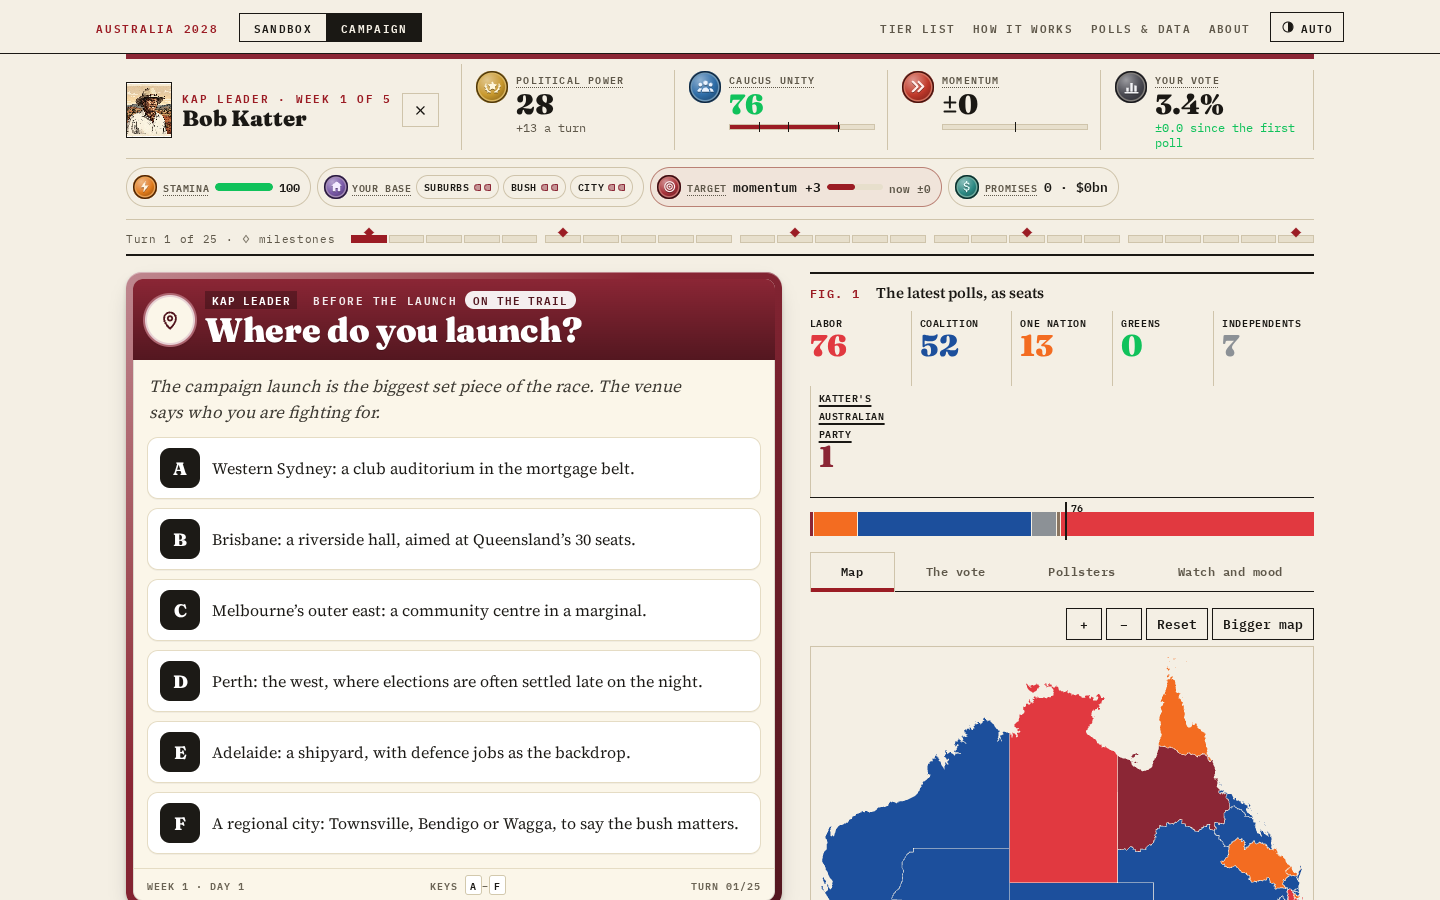 AUSTRALIA 2028
SANDBOX
CAMPAIGN
TIER LIST
HOW IT WORKS
POLLS & DATA
ABOUT
AUTO
KAP LEADER · WEEK 1 OF 5
Bob Katter
×
POLITICAL POWER
28
+13 a turn
CAUCUS UNITY
76
MOMENTUM
±0
YOUR VOTE
3.4%
±0.0 since the first
poll
STAMINA
100
YOUR BASE
SUBURBS
BUSH
CITY
TARGET
momentum +3
now ±0
PROMISES
0 · $0bn
Turn 1 of 25 · ◊ milestones
KAP LEADER
BEFORE THE LAUNCH
ON THE TRAIL
Where do you launch?
The campaign launch is the biggest set piece of the race. The venue
says who you are fighting for.
A
Western Sydney: a club auditorium in the mortgage belt.
B
Brisbane: a riverside hall, aimed at Queensland’s 30 seats.
C
Melbourne’s outer east: a community centre in a marginal.
D
Perth: the west, where elections are often settled late on the night.
E
Adelaide: a shipyard, with defence jobs as the backdrop.
F
A regional city: Townsville, Bendigo or Wagga, to say the bush matters.
WEEK 1 · DAY 1
KEYS A–F
TURN 01/25
FIG. 1
The latest polls, as seats
LABOR
76
COALITION
52
ONE NATION
13
GREENS
0
INDEPENDENTS
7
KATTER'S
AUSTRALIAN
PARTY
1
76
Map
The vote
Pollsters
Watch and mood
+
−
Reset
Bigger map